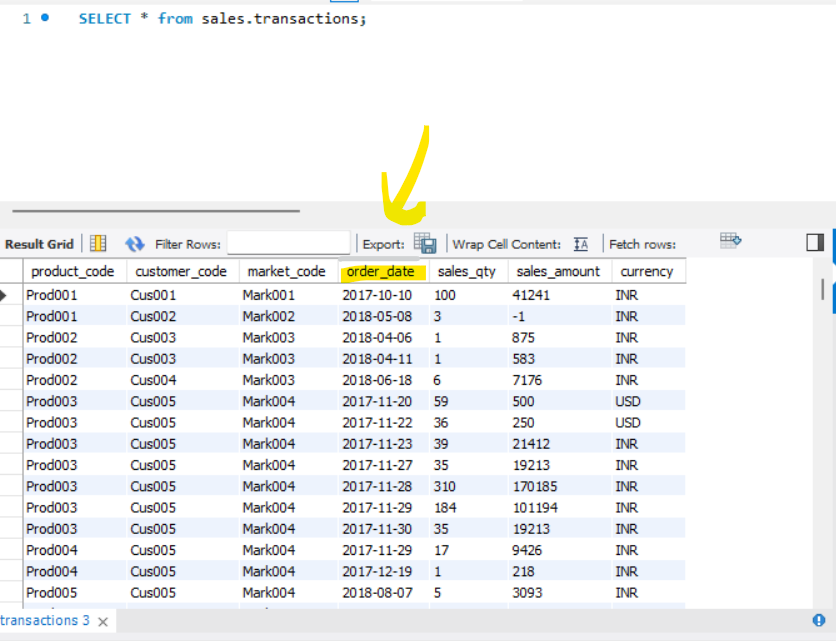 1 SELECT * from sales.transactions;
Result Grid Filter Rows: Export: Wrap Cell Content: IA Fetch rows:
product_code customer_code market_code order_date sales_qty sales_amount currency
Prod001 Cus001 Mark001 2017-10-10 100 41241 INR
Prod001 Cus002 Mark002 2018-05-08 3 -1 INR
Prod002 Cus003 Mark003 2018-04-06 1 875 INR
Prod002 Cus003 Mark003 2018-04-11 1 583 INR
Prod002 Cus004 Mark003 2018-06-18 6 7176 INR
Prod003 Cus005 Mark004 2017-11-20 59 500 USD
Prod003 Cus005 Mark004 2017-11-22 36 250 USD
Prod003 Cus005 Mark004 2017-11-23 39 21412 INR
Prod003 Cus005 Mark004 2017-11-27 35 19213 INR
Prod003 Cus005 Mark004 2017-11-28 310 170185 INR
Prod003 Cus005 Mark004 2017-11-29 184 101194 INR
Prod003 Cus005 Mark004 2017-11-30 35 19213 INR
Prod004 Cus005 Mark004 2017-11-29 17 9426 INR
Prod004 Cus005 Mark004 2017-12-19 1 218 INR
Prod005 Cus005 Mark004 2018-08-07 5 3093 INR
transactions 3